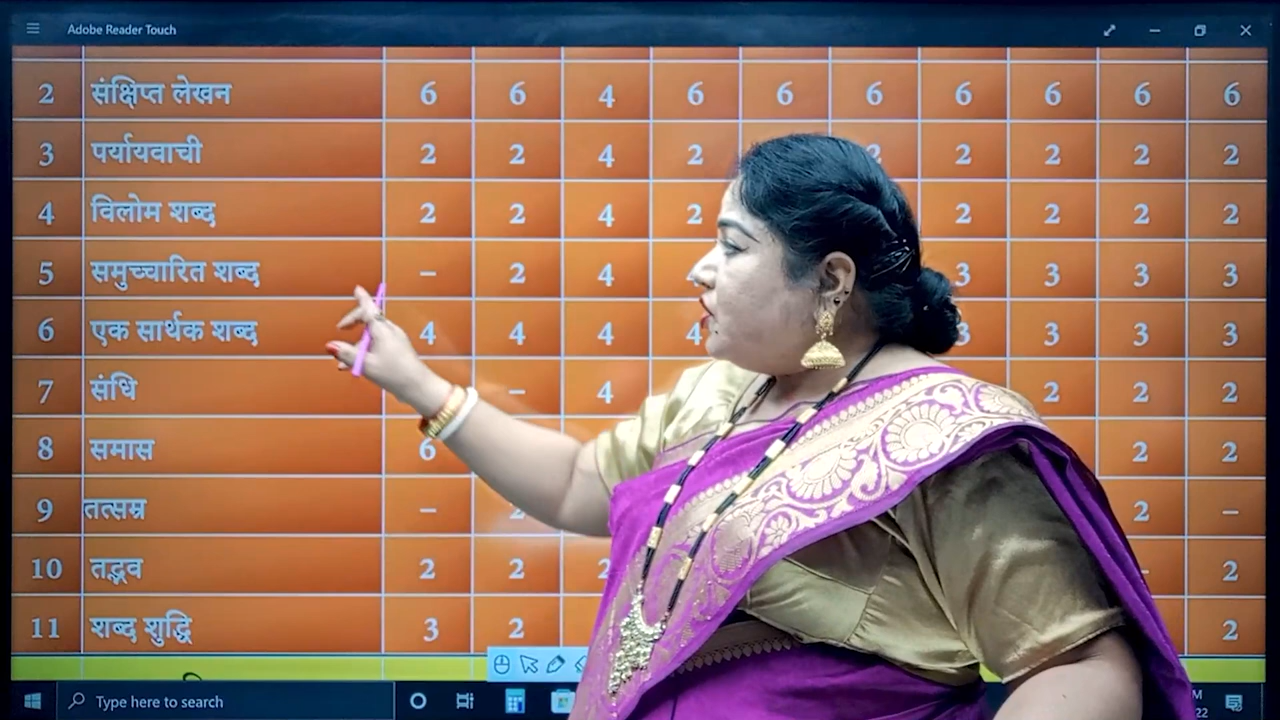 Adobe Reader Touch
2 संक्षिप्त लेखन 6 6 4 6 6 6 6 6 6 6
3 पर्यायवाची 2 2 4 2 2 2 2 2 2
4 विलोम शब्द 2 2 4 2 2 2 2 2
5 समुच्चारित शब्द – 2 4 3 3 3 3
6 एक सार्थक शब्द 4 4 4 4 3 3 3 3
7 संधि – 4 2 2 2
8 समास 6 2 2
9 तत्सम्र – 2 –
10 तद्भव 2 2 2 - 2
11 शब्द शुद्धि 3 2 2
Type here to search